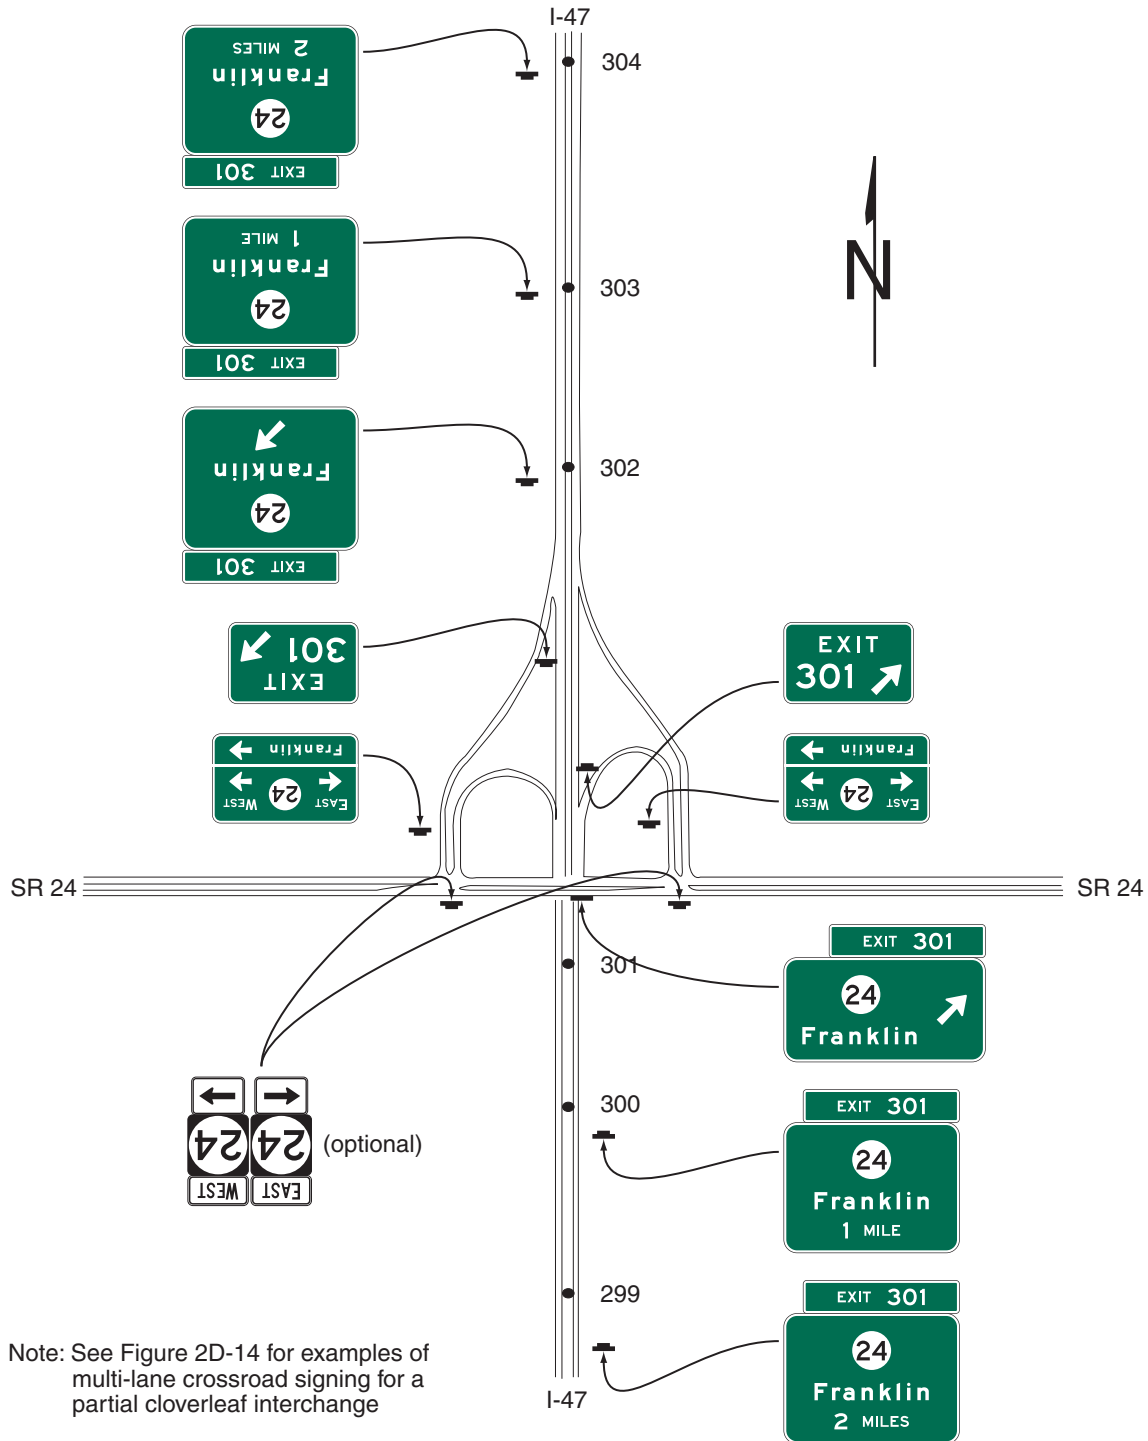 I-47
2 MILES
Franklin
24
EXIT 301
304
1 MILE
Franklin
24
EXIT 301
303
N
Franklin
24
EXIT 301
302
EXIT
301
EXIT
301
Franklin
EAST 24 WEST
Franklin
EAST 24 WEST
SR 24
SR 24
301
EXIT 301
24
Franklin
300
EXIT 301
24
Franklin
1 MILE
24 24
WEST EAST
(optional)
299
EXIT 301
24
Franklin
2 MILES
I-47
Note: See Figure 2D-14 for examples of
multi-lane crossroad signing for a
partial cloverleaf interchange